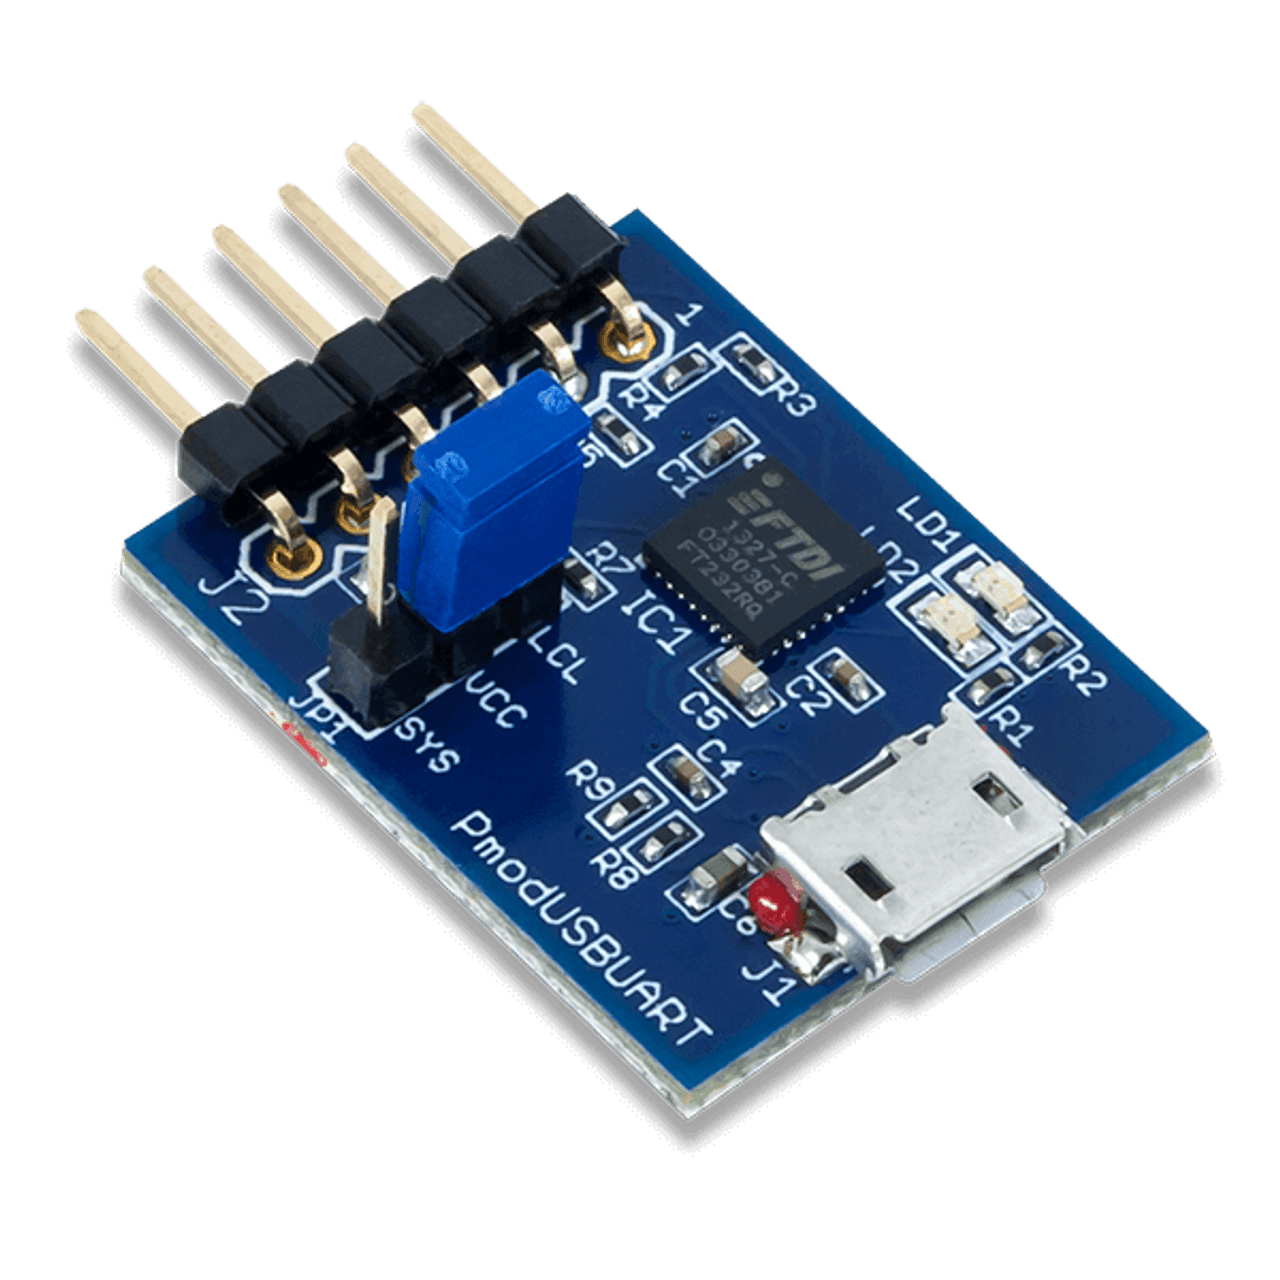 1
R3
R4
5
C1
FTDI
1327-C
0330381
FT232RQ
IC1
LD1
LD2
R7
J2
LCL
VCC
SYS
JP1
C5
C2
R2
R1
C4
R9
R8
C6
J1
PmodUSBUART